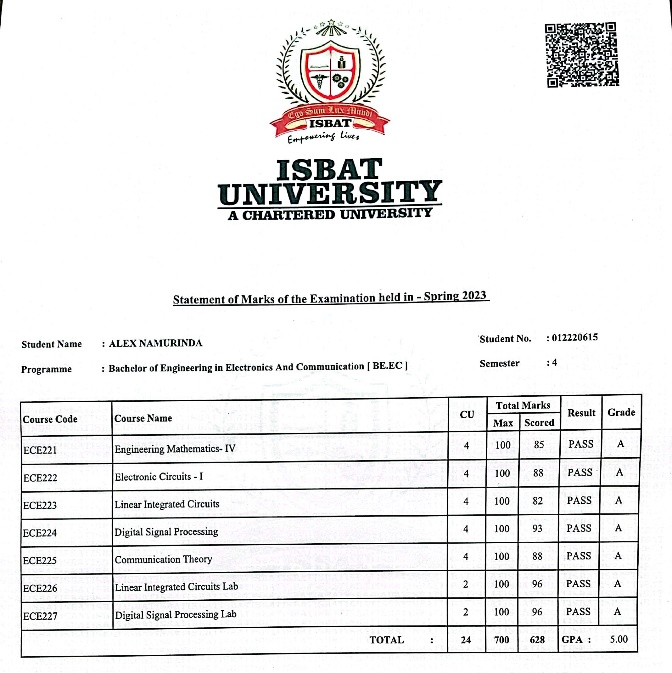 Ego Sum Lux Mundi
ISBAT
Empowering Lives
ISBAT
UNIVERSITY
A CHARTERED UNIVERSITY
Statement of Marks of the Examination held in - Spring 2023
Student Name : ALEX NAMURINDA Student No. : 012220615
Programme : Bachelor of Engineering in Electronics And Communication [ BE.EC ] Semester : 4
Course Code Course Name CU Total Marks Result Grade
Max Scored
ECE221 Engineering Mathematics- IV 4 100 85 PASS A
ECE222 Electronic Circuits - I 4 100 88 PASS A
ECE223 Linear Integrated Circuits 4 100 82 PASS A
ECE224 Digital Signal Processing 4 100 93 PASS A
ECE225 Communication Theory 4 100 88 PASS A
ECE226 Linear Integrated Circuits Lab 2 100 96 PASS A
ECE227 Digital Signal Processing Lab 2 100 96 PASS A
TOTAL : 24 700 628 GPA : 5.00